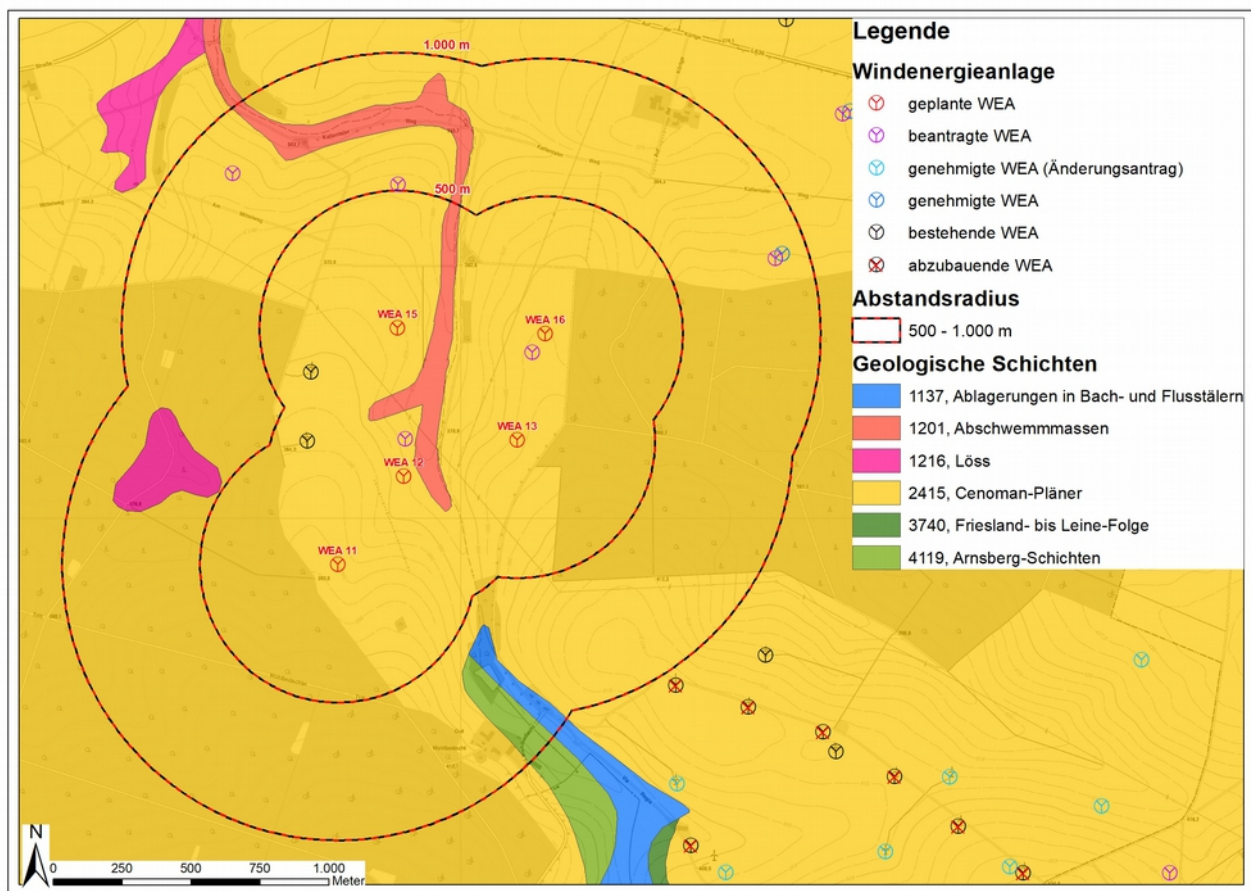 1.000 m
500 m
WEA 15
WEA 16
WEA 13
WEA 12
WEA 11
N
0 250 500 750 1.000
Meter
Legende
Windenergieanlage
geplante WEA
beantragte WEA
genehmigte WEA (Änderungsantrag)
genehmigte WEA
bestehende WEA
abzubauende WEA
Abstandsradius
500 - 1.000 m
Geologische Schichten
1137, Ablagerungen in Bach- und Flusstälern
1201, Abschwemmmassen
1216, Löss
2415, Cenoman-Pläner
3740, Friesland- bis Leine-Folge
4119, Arnsberg-Schichten